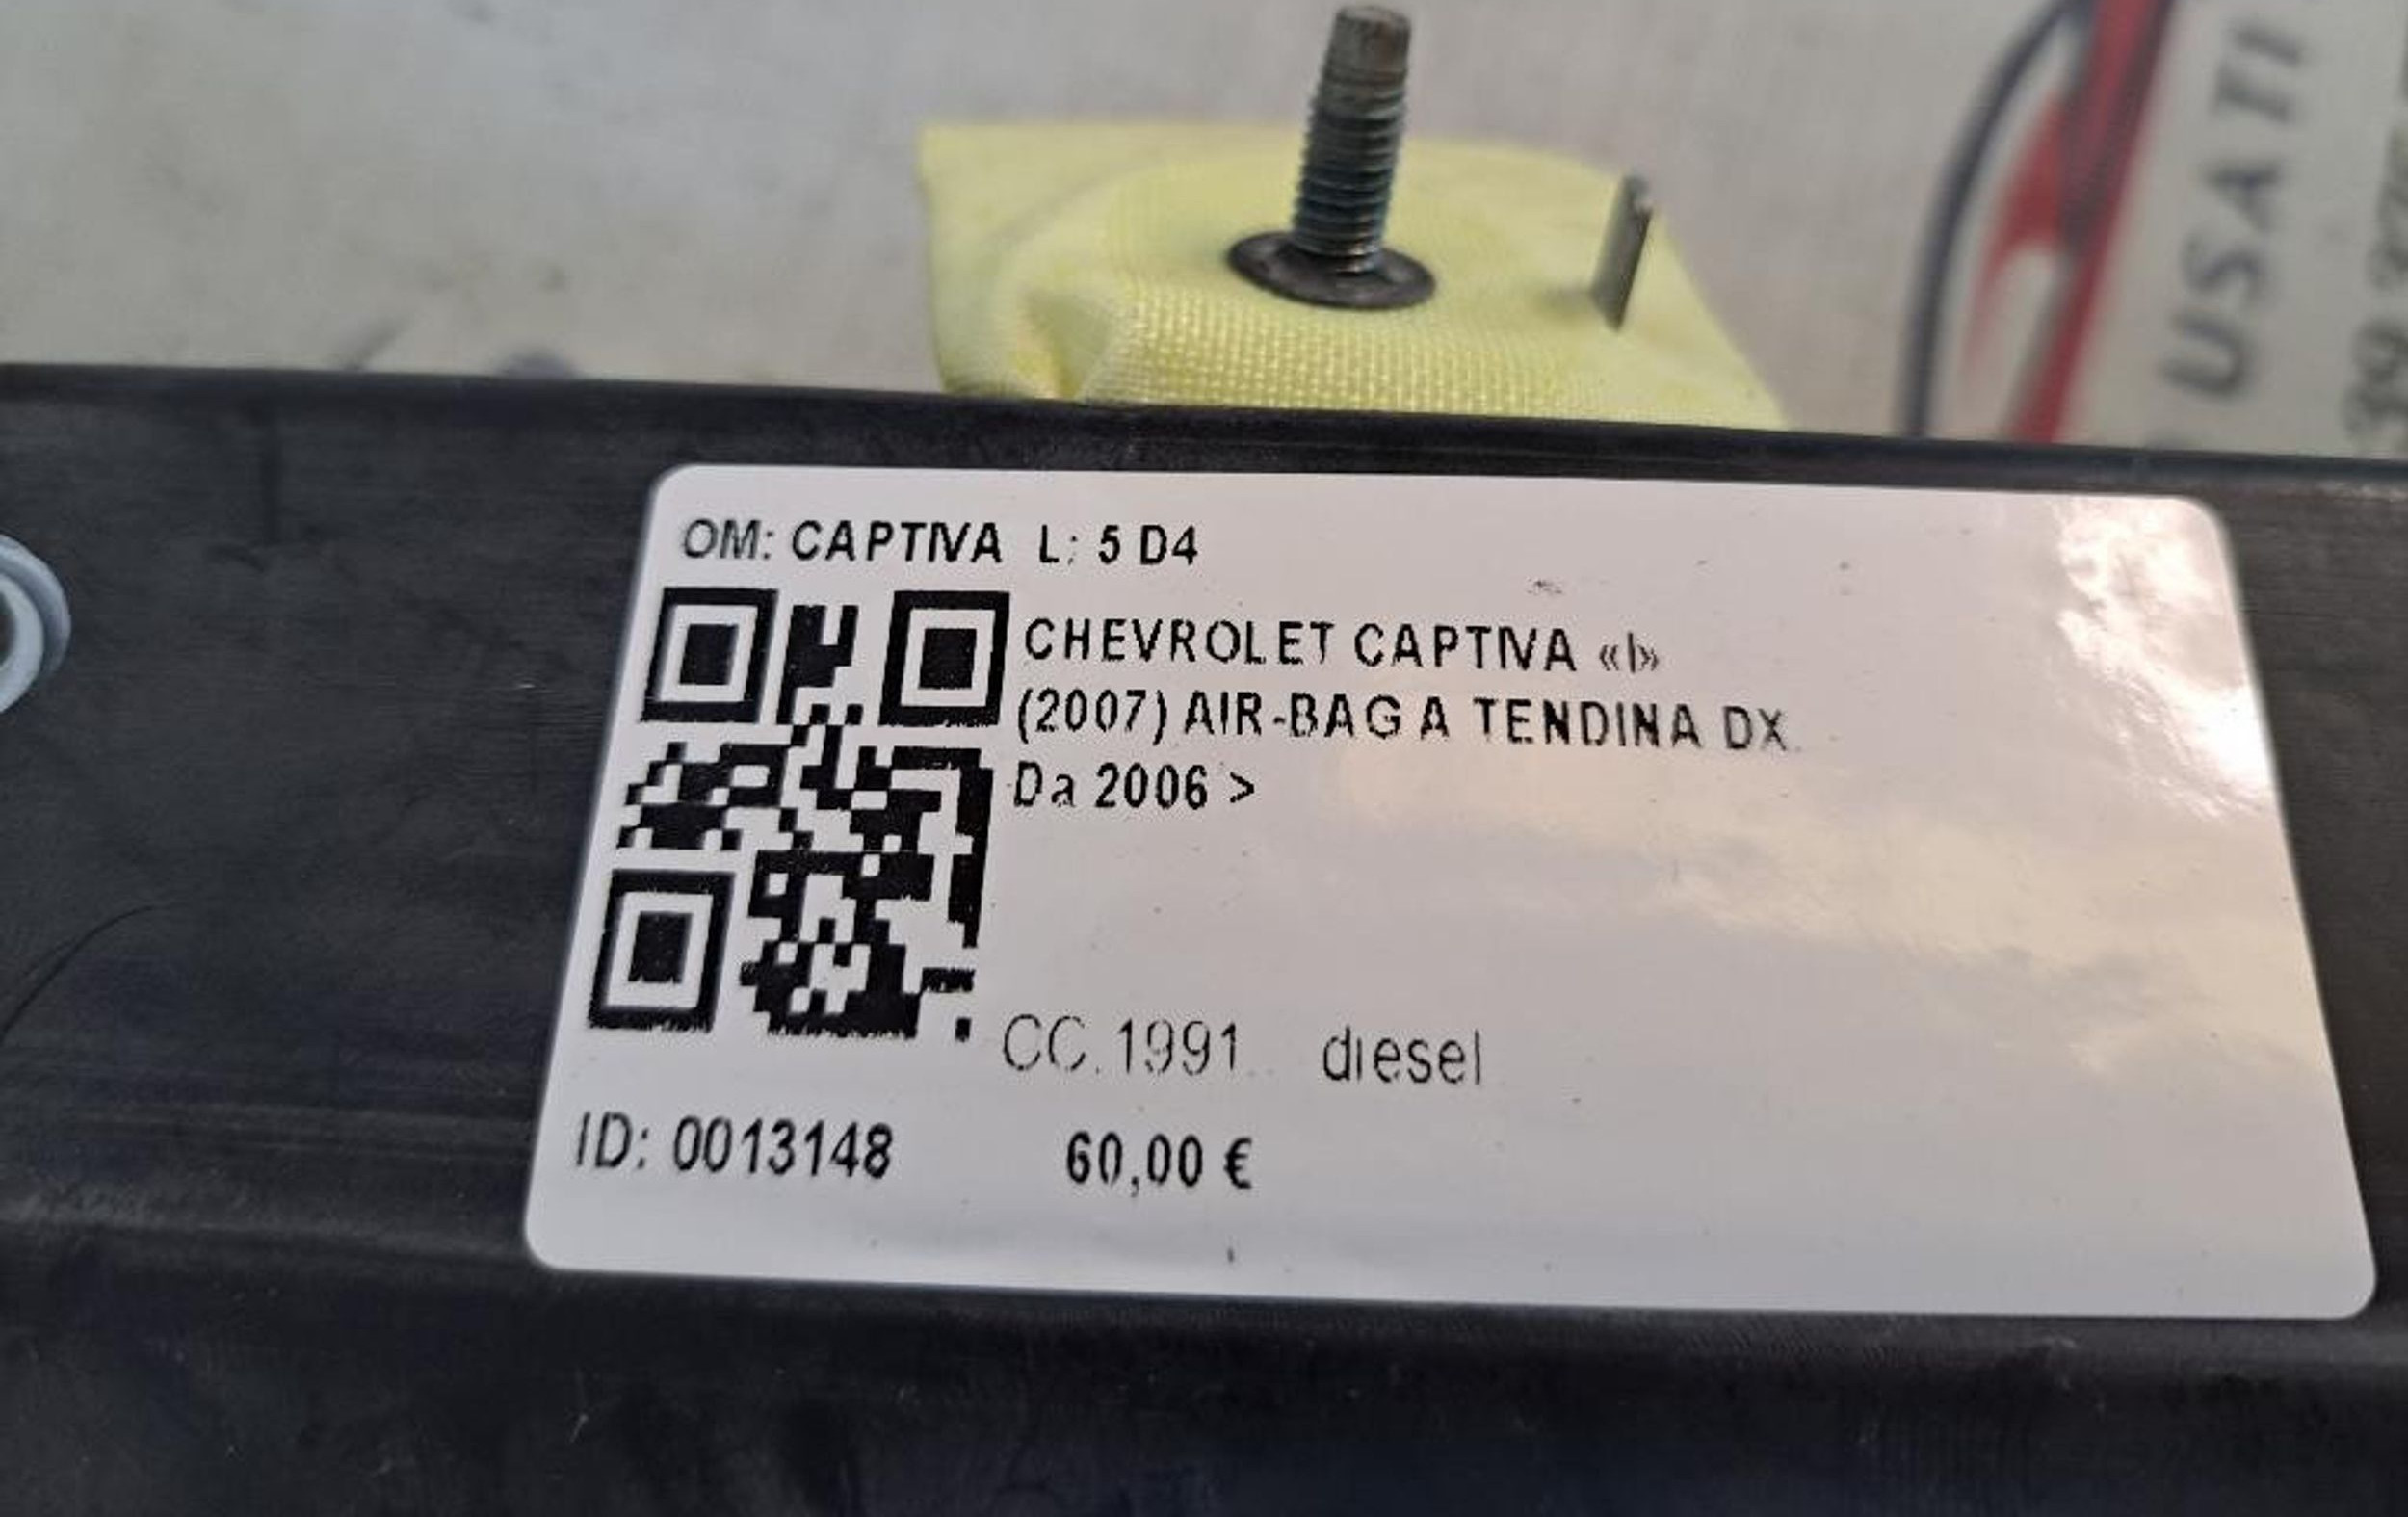 USATI
OM: CAPTIVA L: 5 D4
CHEVROLET CAPTIVA «I»
(2007) AIR-BAG A TENDINA DX
Da 2006 >
CC.1991 diesel
ID: 0013148 60,00 €